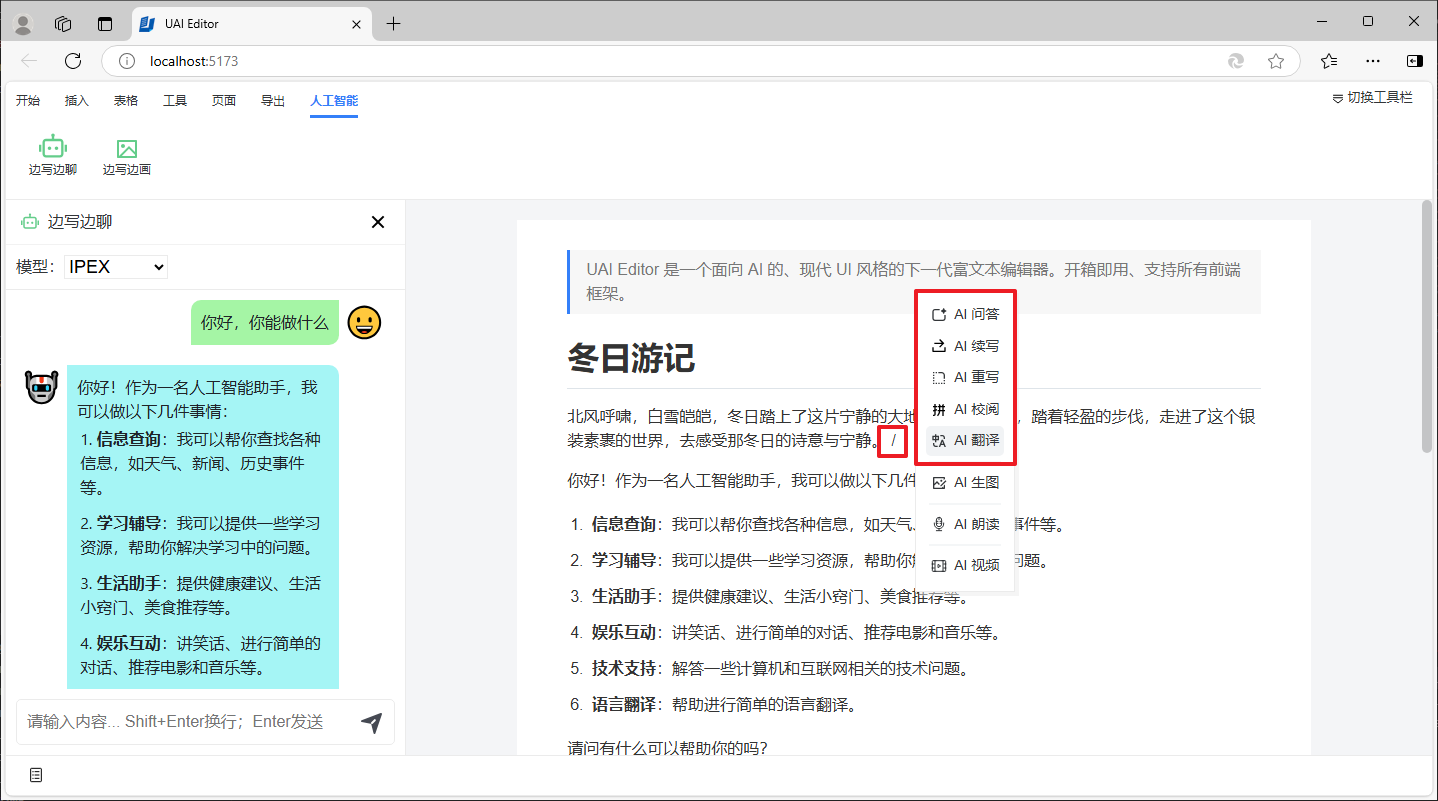 UAI Editor
localhost:5173
开始 插入 表格 工具 页面 导出 人工智能
切换工具栏
边写边聊 边写边画
边写边聊
模型： IPEX
你好，你能做什么
你好！作为一名人工智能助手，我
可以做以下几件事情：
1. 信息查询：我可以帮你查找各种
信息，如天气、新闻、历史事件
等。
2. 学习辅导：我可以提供一些学习
资源，帮助你解决学习中的问题。
3. 生活助手：提供健康建议、生活
小窍门、美食推荐等。
4. 娱乐互动：讲笑话、进行简单的
对话、推荐电影和音乐等。
请输入内容... Shift+Enter换行；Enter发送
UAI Editor 是一个面向 AI 的、现代 UI 风格的下一代富文本编辑器。开箱即用、支持所有前端
框架。
冬日游记
北风呼啸，白雪皑皑，冬日踏上了这片宁静的大地 ，踏着轻盈的步伐，走进了这个银
装素裹的世界，去感受那冬日的诗意与宁静。 /
你好！作为一名人工智能助手，我可以做以下几件
1. 信息查询：我可以帮你查找各种信息，如天气、 事件等。
2. 学习辅导：我可以提供一些学习资源，帮助你 问题。
3. 生活助手：提供健康建议、生活小窍门、美食推荐等。
4. 娱乐互动：讲笑话、进行简单的对话、推荐电影和音乐等。
5. 技术支持：解答一些计算机和互联网相关的技术问题。
6. 语言翻译：帮助进行简单的语言翻译。
请问有什么可以帮助你的吗？
AI 问答
AI 续写
AI 重写
AI 校阅
AI 翻译
AI 生图
AI 朗读
AI 视频